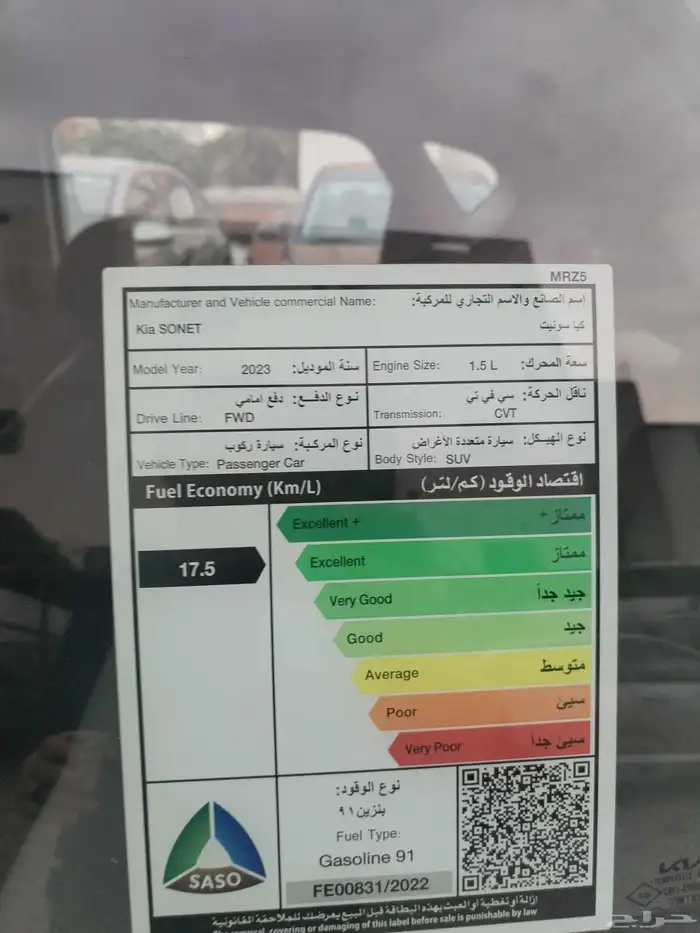 MRZ5
Manufacturer and Vehicle commercial Name: إسم الصانع والاسم التجاري للمركبة:
Kia SONET كيا سونيت
Model Year: 2023 سنة الموديل:
Engine Size: 1.5 L سعة المحرك:
نوع الدفع: دفع امامي
Drive Line: FWD
ناقل الحركة: سي في تي
Transmission: CVT
نوع المركبة: سيارة ركوب
Vehicle Type: Passenger Car
نوع الهيكل: سيارة متعددة الأغراض
Body Style: SUV
Fuel Economy (Km/L) اقتصاد الوقود (كم/لتر)
Excellent + ممتاز +
17.5
Excellent ممتاز
Very Good جيد جداً
Good جيد
Average متوسط
Poor سيئ
Very Poor سيئ جداً
نوع الوقود:
بنزين ٩١
Fuel Type:
Gasoline 91
FE00831/2022
SASO
إزالة أو تغطية أو العبث بهذه البطاقة قبل البيع يعرضك للملاحقة القانونية
The removal, covering or damaging of this label before sale is punishable by law
KIA
حراج